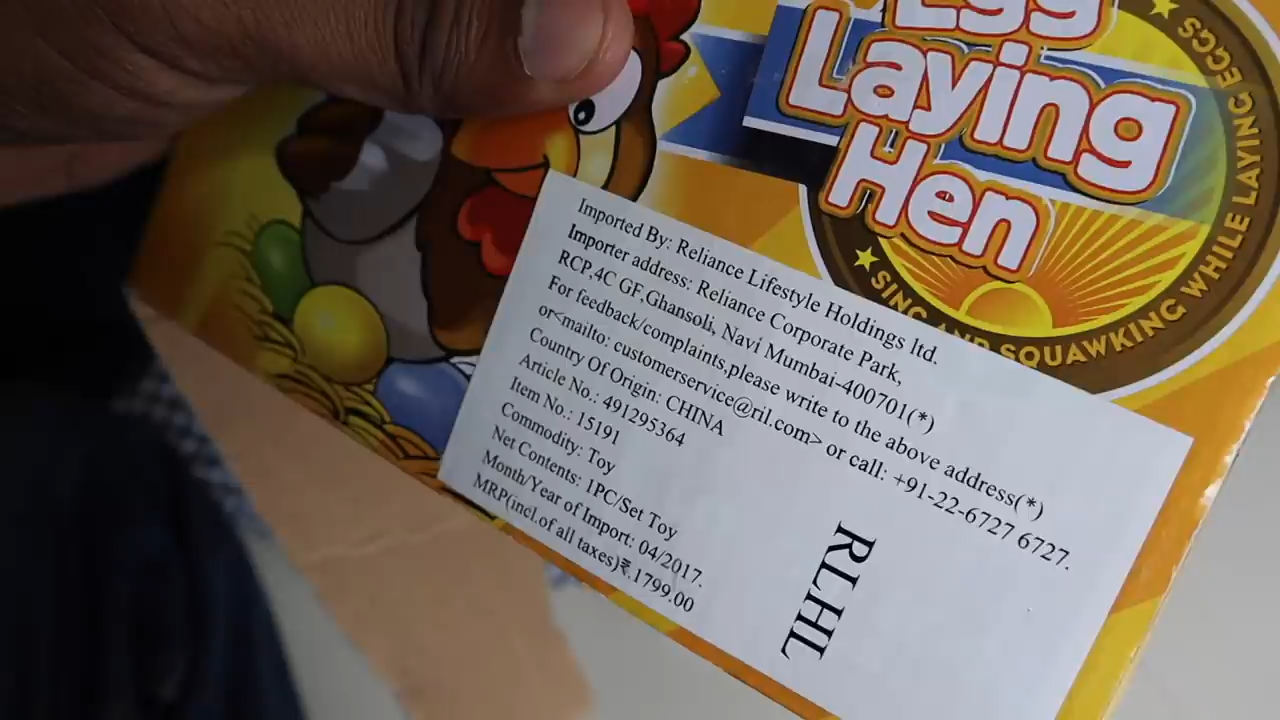 Egg
Laying
Hen
SING AND SQUAWKING WHILE LAYING EGGS
Imported By: Reliance Lifestyle Holdings ltd.
Importer address: Reliance Corporate Park,
RCP,4C GF,Ghansoli, Navi Mumbai-400701(*)
For feedback/complaints,please write to the above address(*)
or<mailto: customerservice@ril.com> or call: +91-22-6727 6727.
Country Of Origin: CHINA
Article No.: 491295364
Item No.: 15191
Commodity: Toy
Net Contents: 1PC/Set Toy
Month/Year of Import: 04/2017.
MRP(incl.of all taxes)₹.1799.00
RLHL